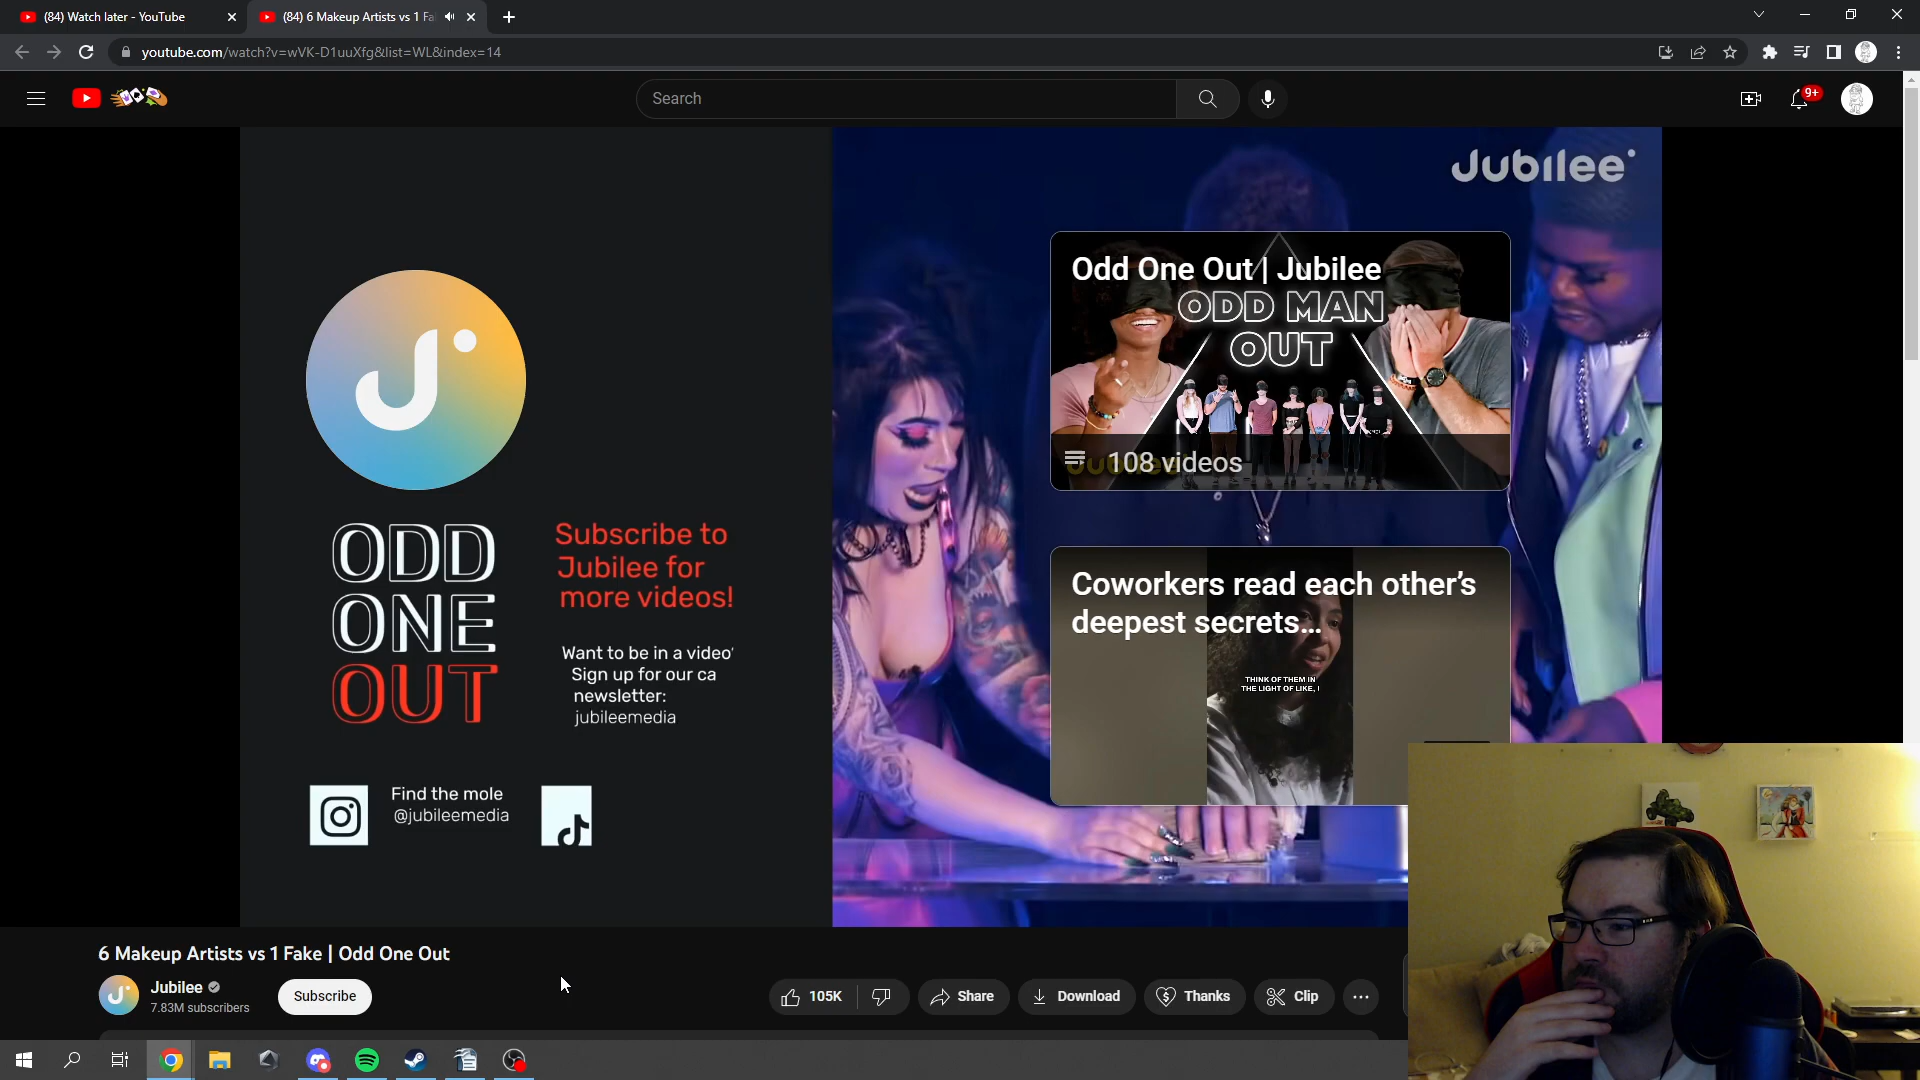 (84) Watch later - YouTube
(84) 6 Makeup Artists vs 1 Fa
youtube.com/watch?v=wVK-D1uuXfg&list=WL&index=14
Search
9+
Jubilee
Odd One Out | Jubilee
ODD MAN
OUT
108 videos
ODD
ONE
OUT
Subscribe to
Jubilee for
more videos!
Want to be in a video
Sign up for our ca
newsletter:
jubileemedia
Coworkers read each other's
deepest secrets...
THINK OF THEM IN
THE LIGHT OF LIKE, I
Find the mole
@jubileemedia
6 Makeup Artists vs 1 Fake | Odd One Out
Jubilee
7.83M subscribers
Subscribe
105K
Share
Download
Thanks
Clip